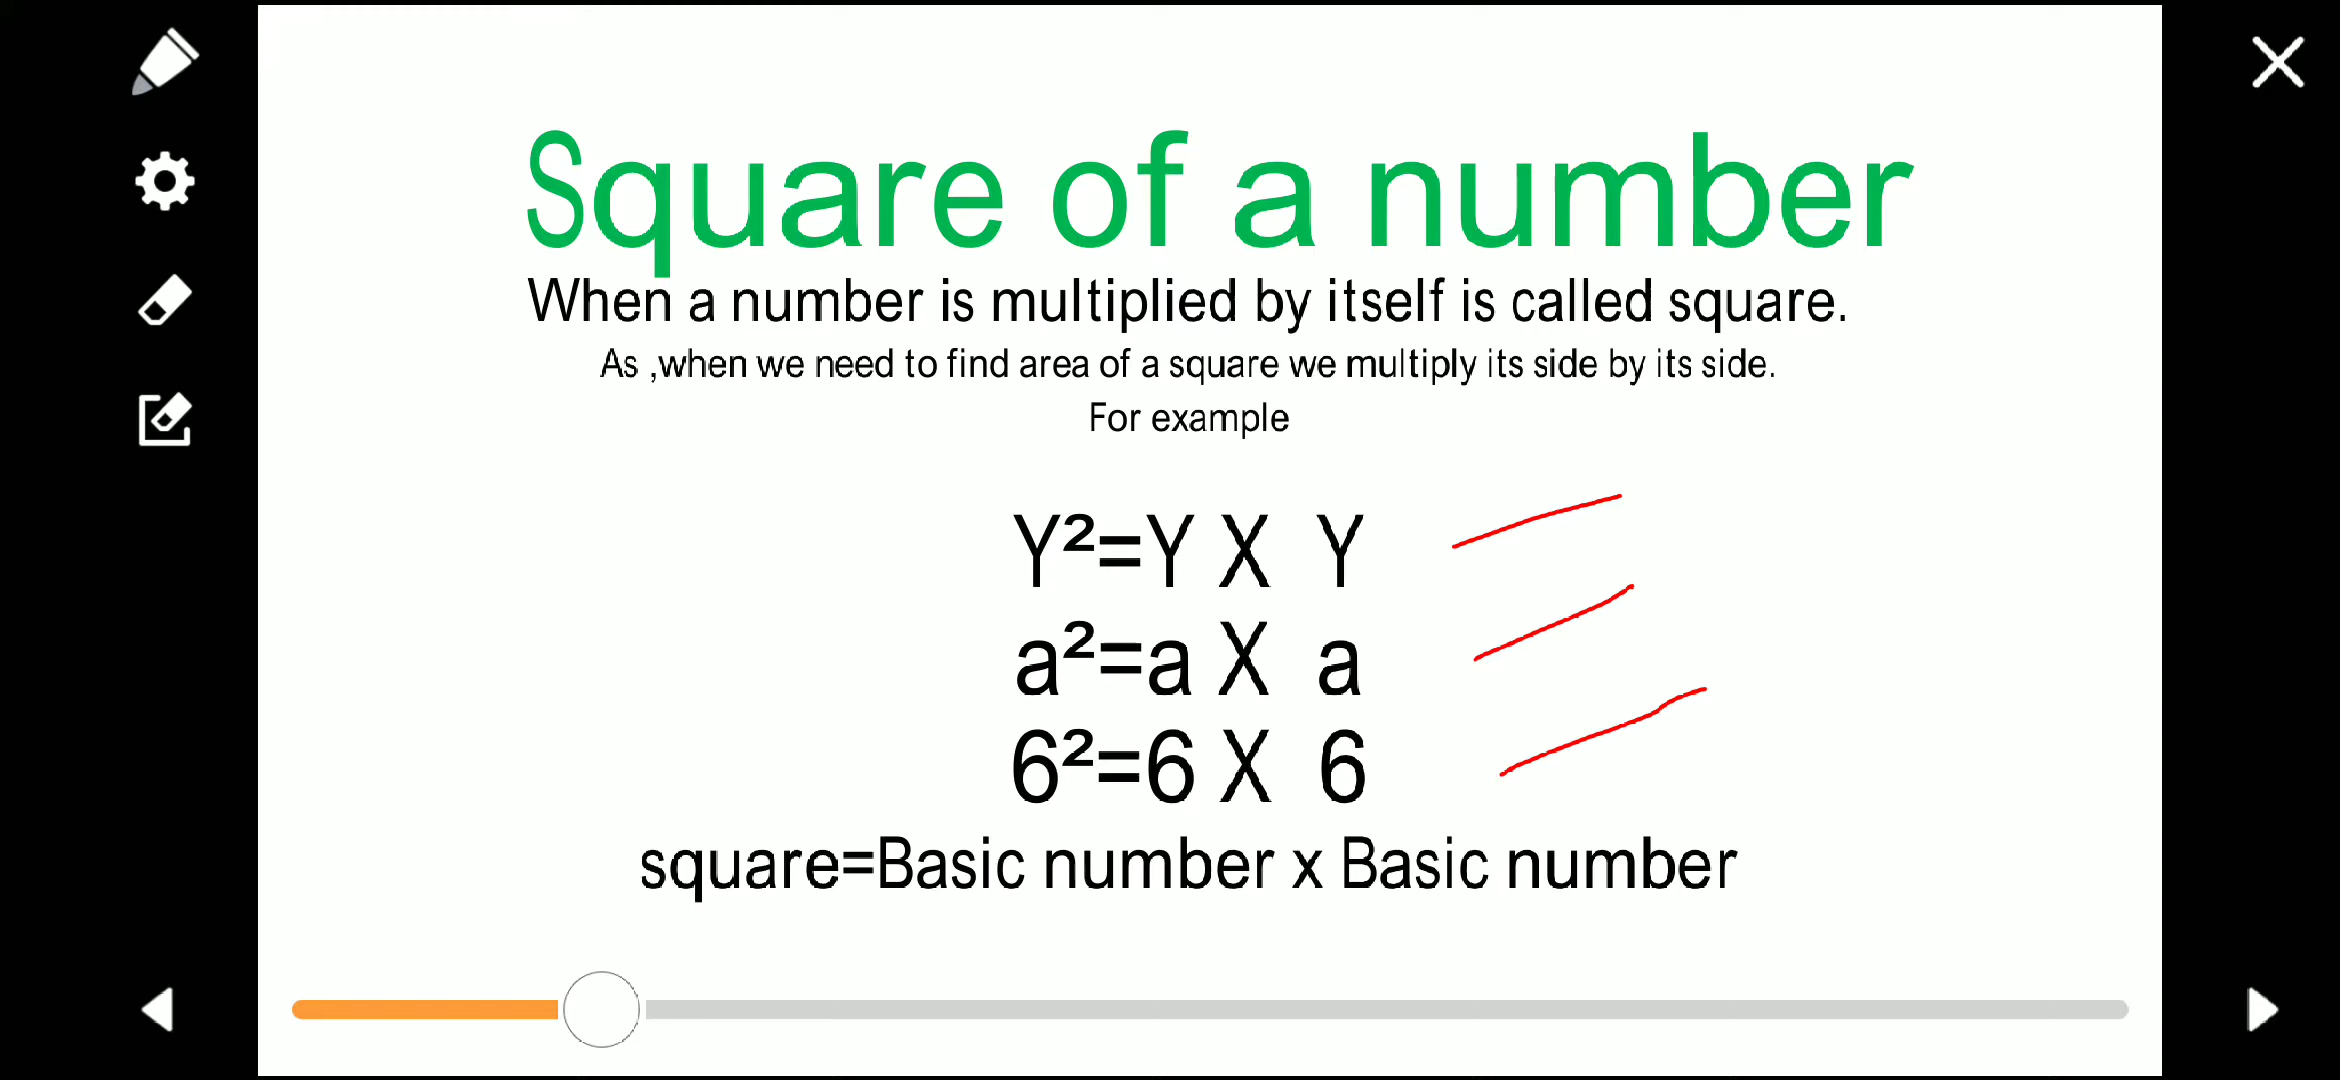 Square of a number
When a number is multiplied by itself is called square.
As ,when we need to find area of a square we multiply its side by its side.
For example
Y²=Y X Y
a²=a X a
6²=6 X 6
square=Basic number x Basic number